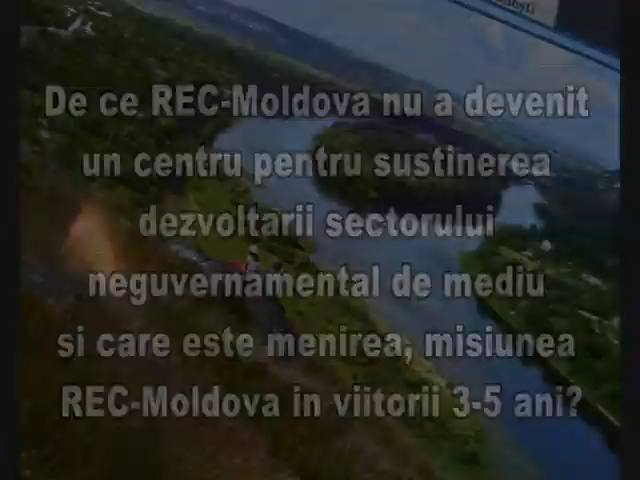 De ce REC-Moldova nu a devenit
un centru pentru sustinerea
dezvoltarii sectorului
neguvernamental de mediu
si care este menirea, misiunea
REC-Moldova in viitorii 3-5 ani?